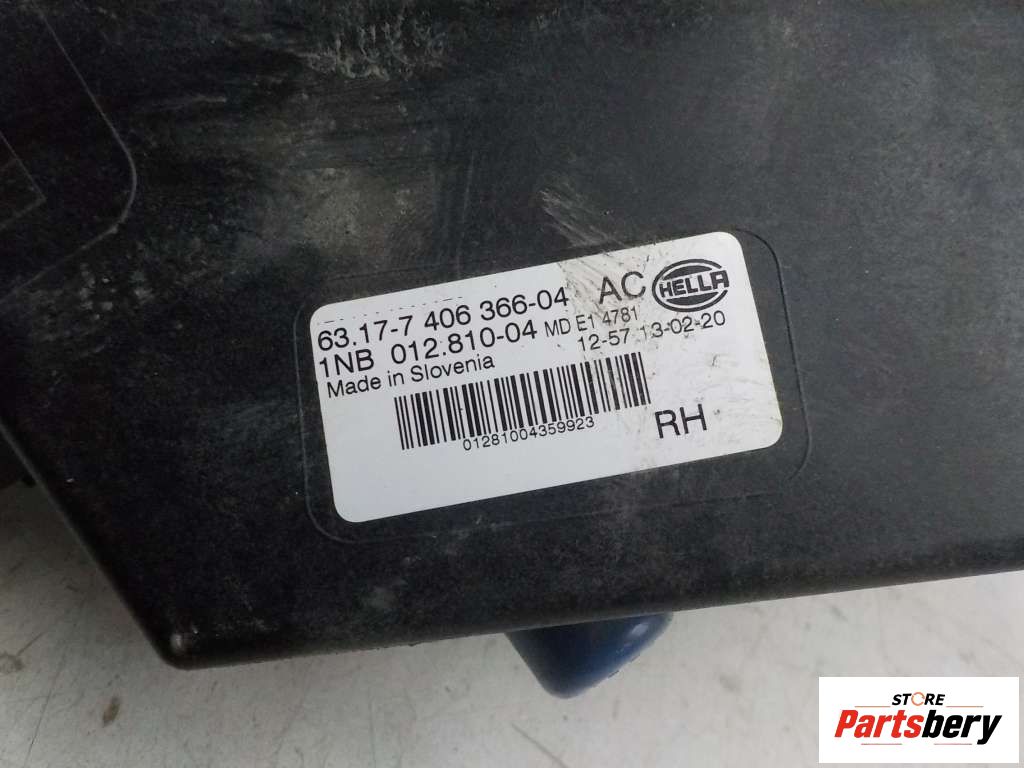 63.17-7 406 366-04 AC HELLA
1NB 012.810-04 MD E1 4781
Made in Slovenia 12-57 13-02-20
01281004359923
RH
STORE
Partsbery